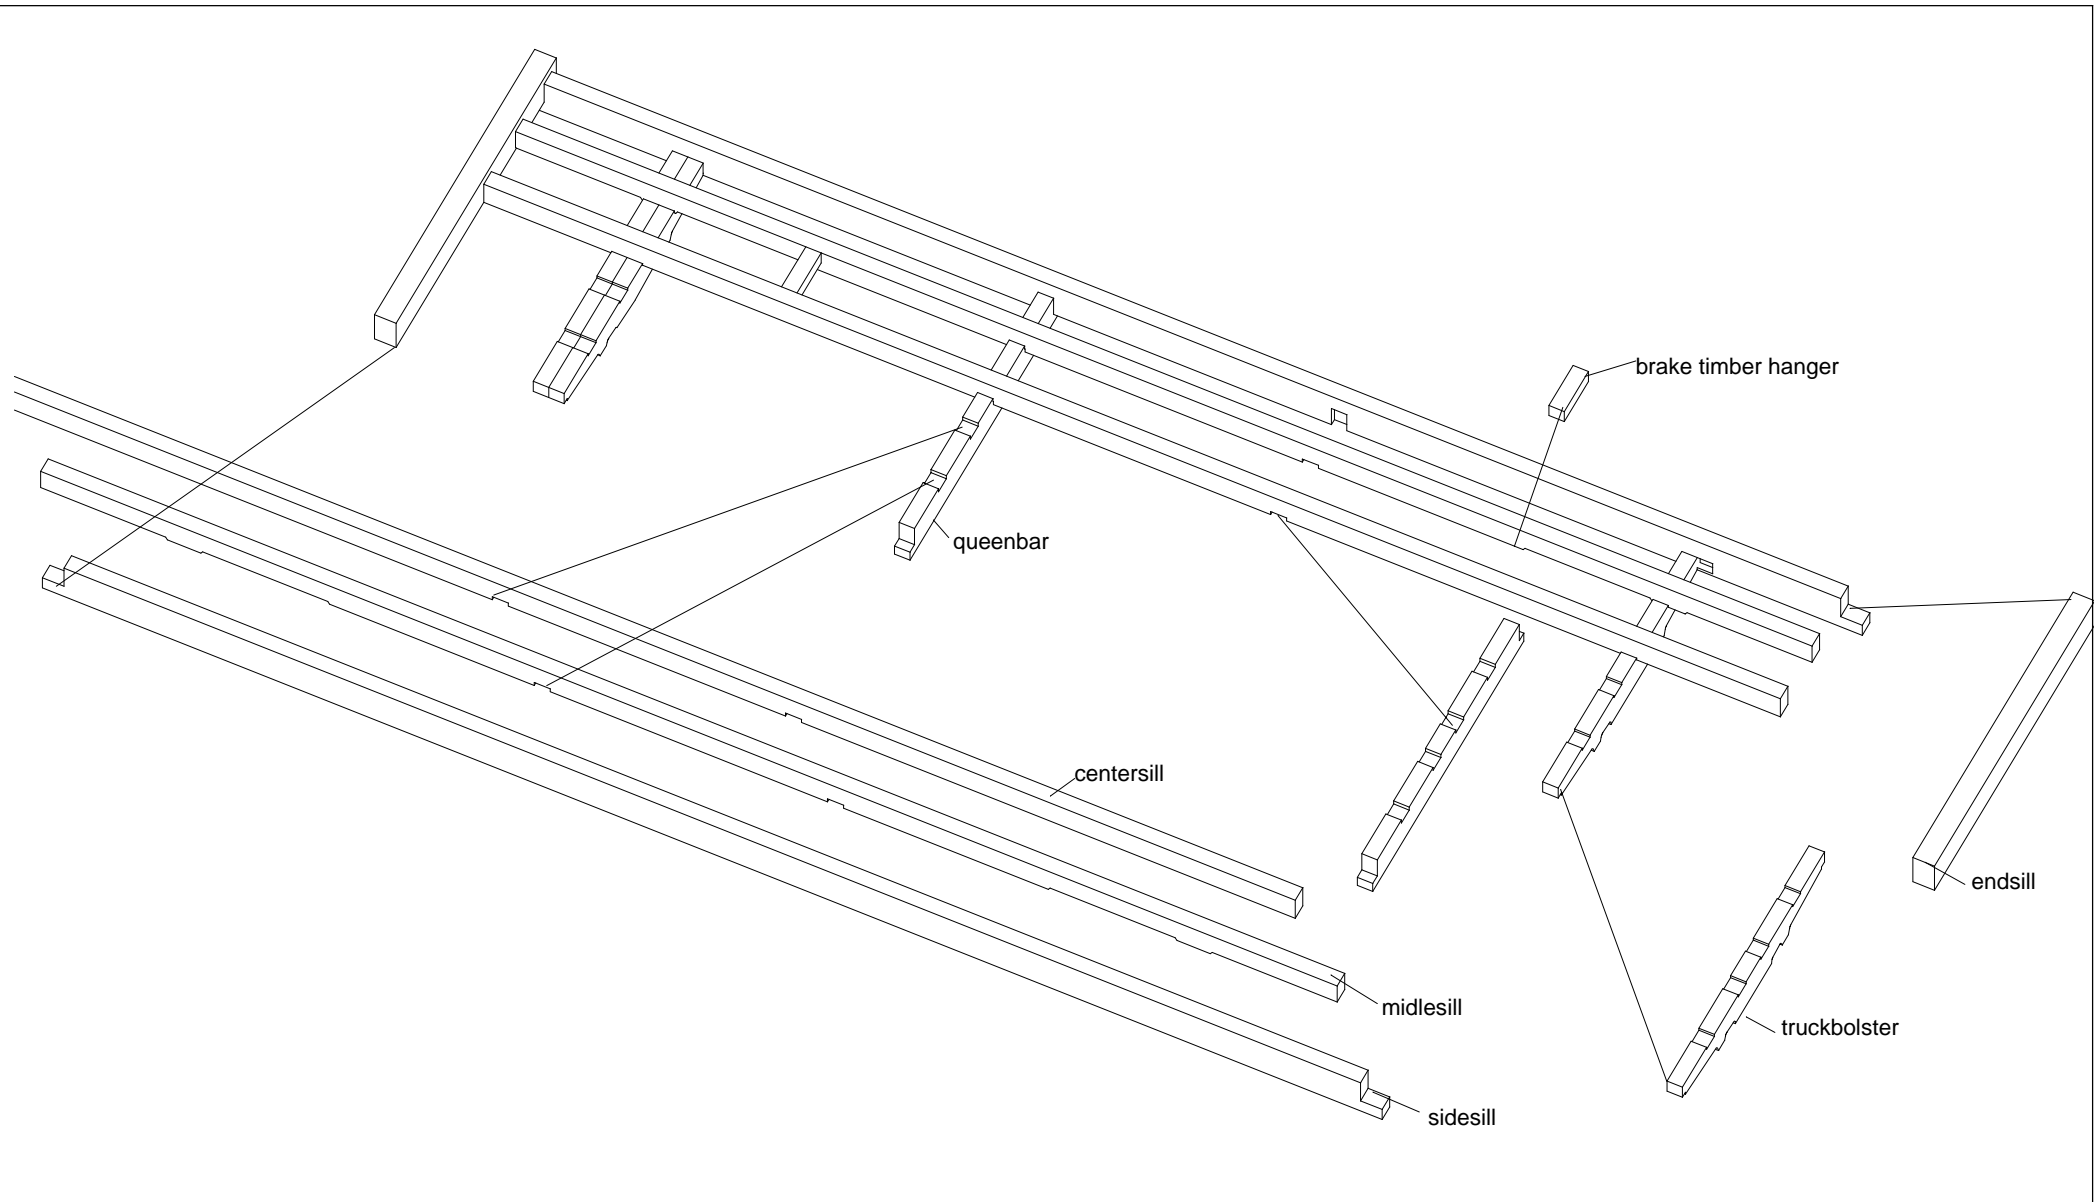 brake timber hanger
queenbar
centersill
endsill
midlesill
truckbolster
sidesill